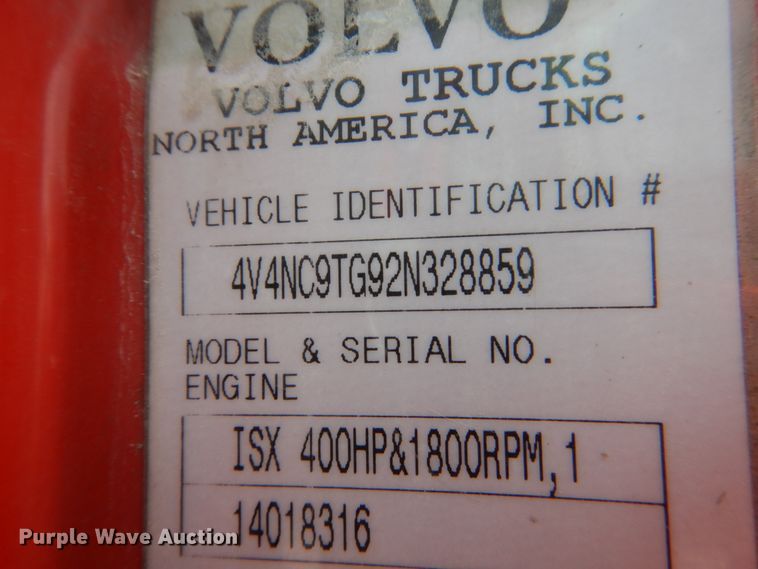 VOLVO
VOLVO TRUCKS
NORTH AMERICA, INC.
VEHICLE IDENTIFICATION #
4V4NC9TG92N328859
MODEL & SERIAL NO.
ENGINE
ISX 400HP&1800RPM,1
14018316
Purple Wave Auction